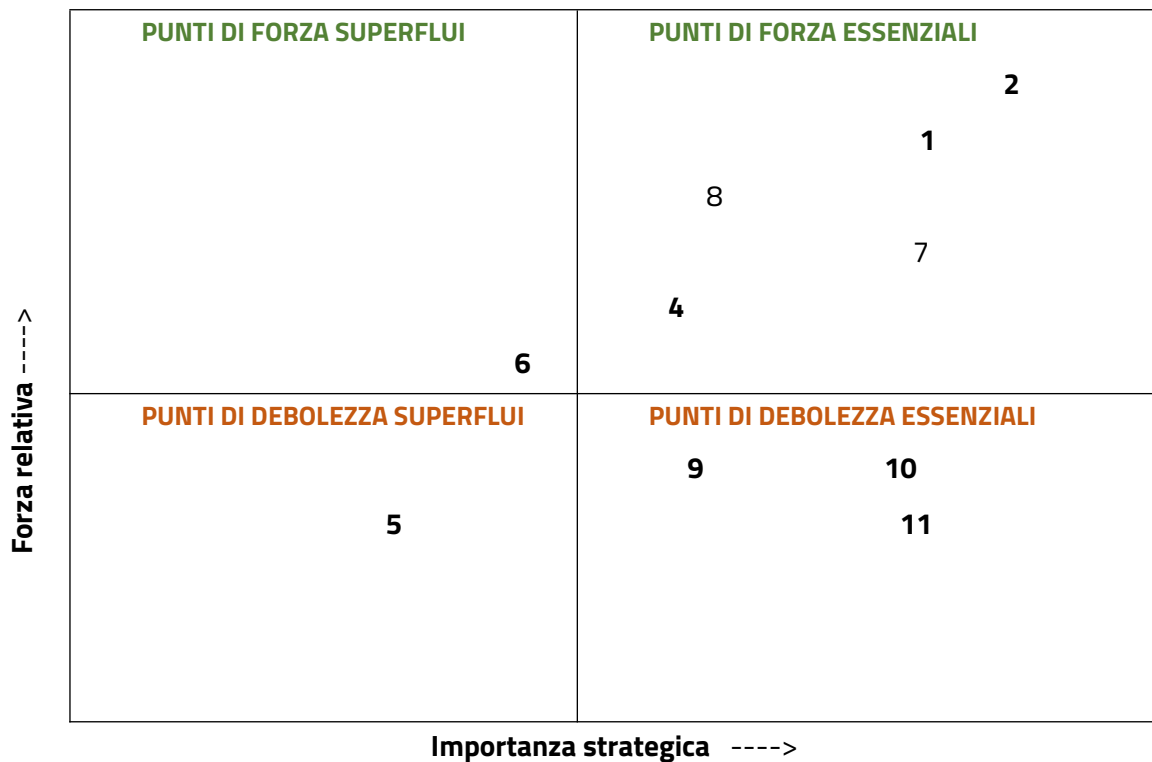 PUNTI DI FORZA SUPERFLUI
PUNTI DI FORZA ESSENZIALI
2
1
8
7
4
6
PUNTI DI DEBOLEZZA SUPERFLUI
PUNTI DI DEBOLEZZA ESSENZIALI
9 10
5 11
Forza relativa ---->
Importanza strategica ---->